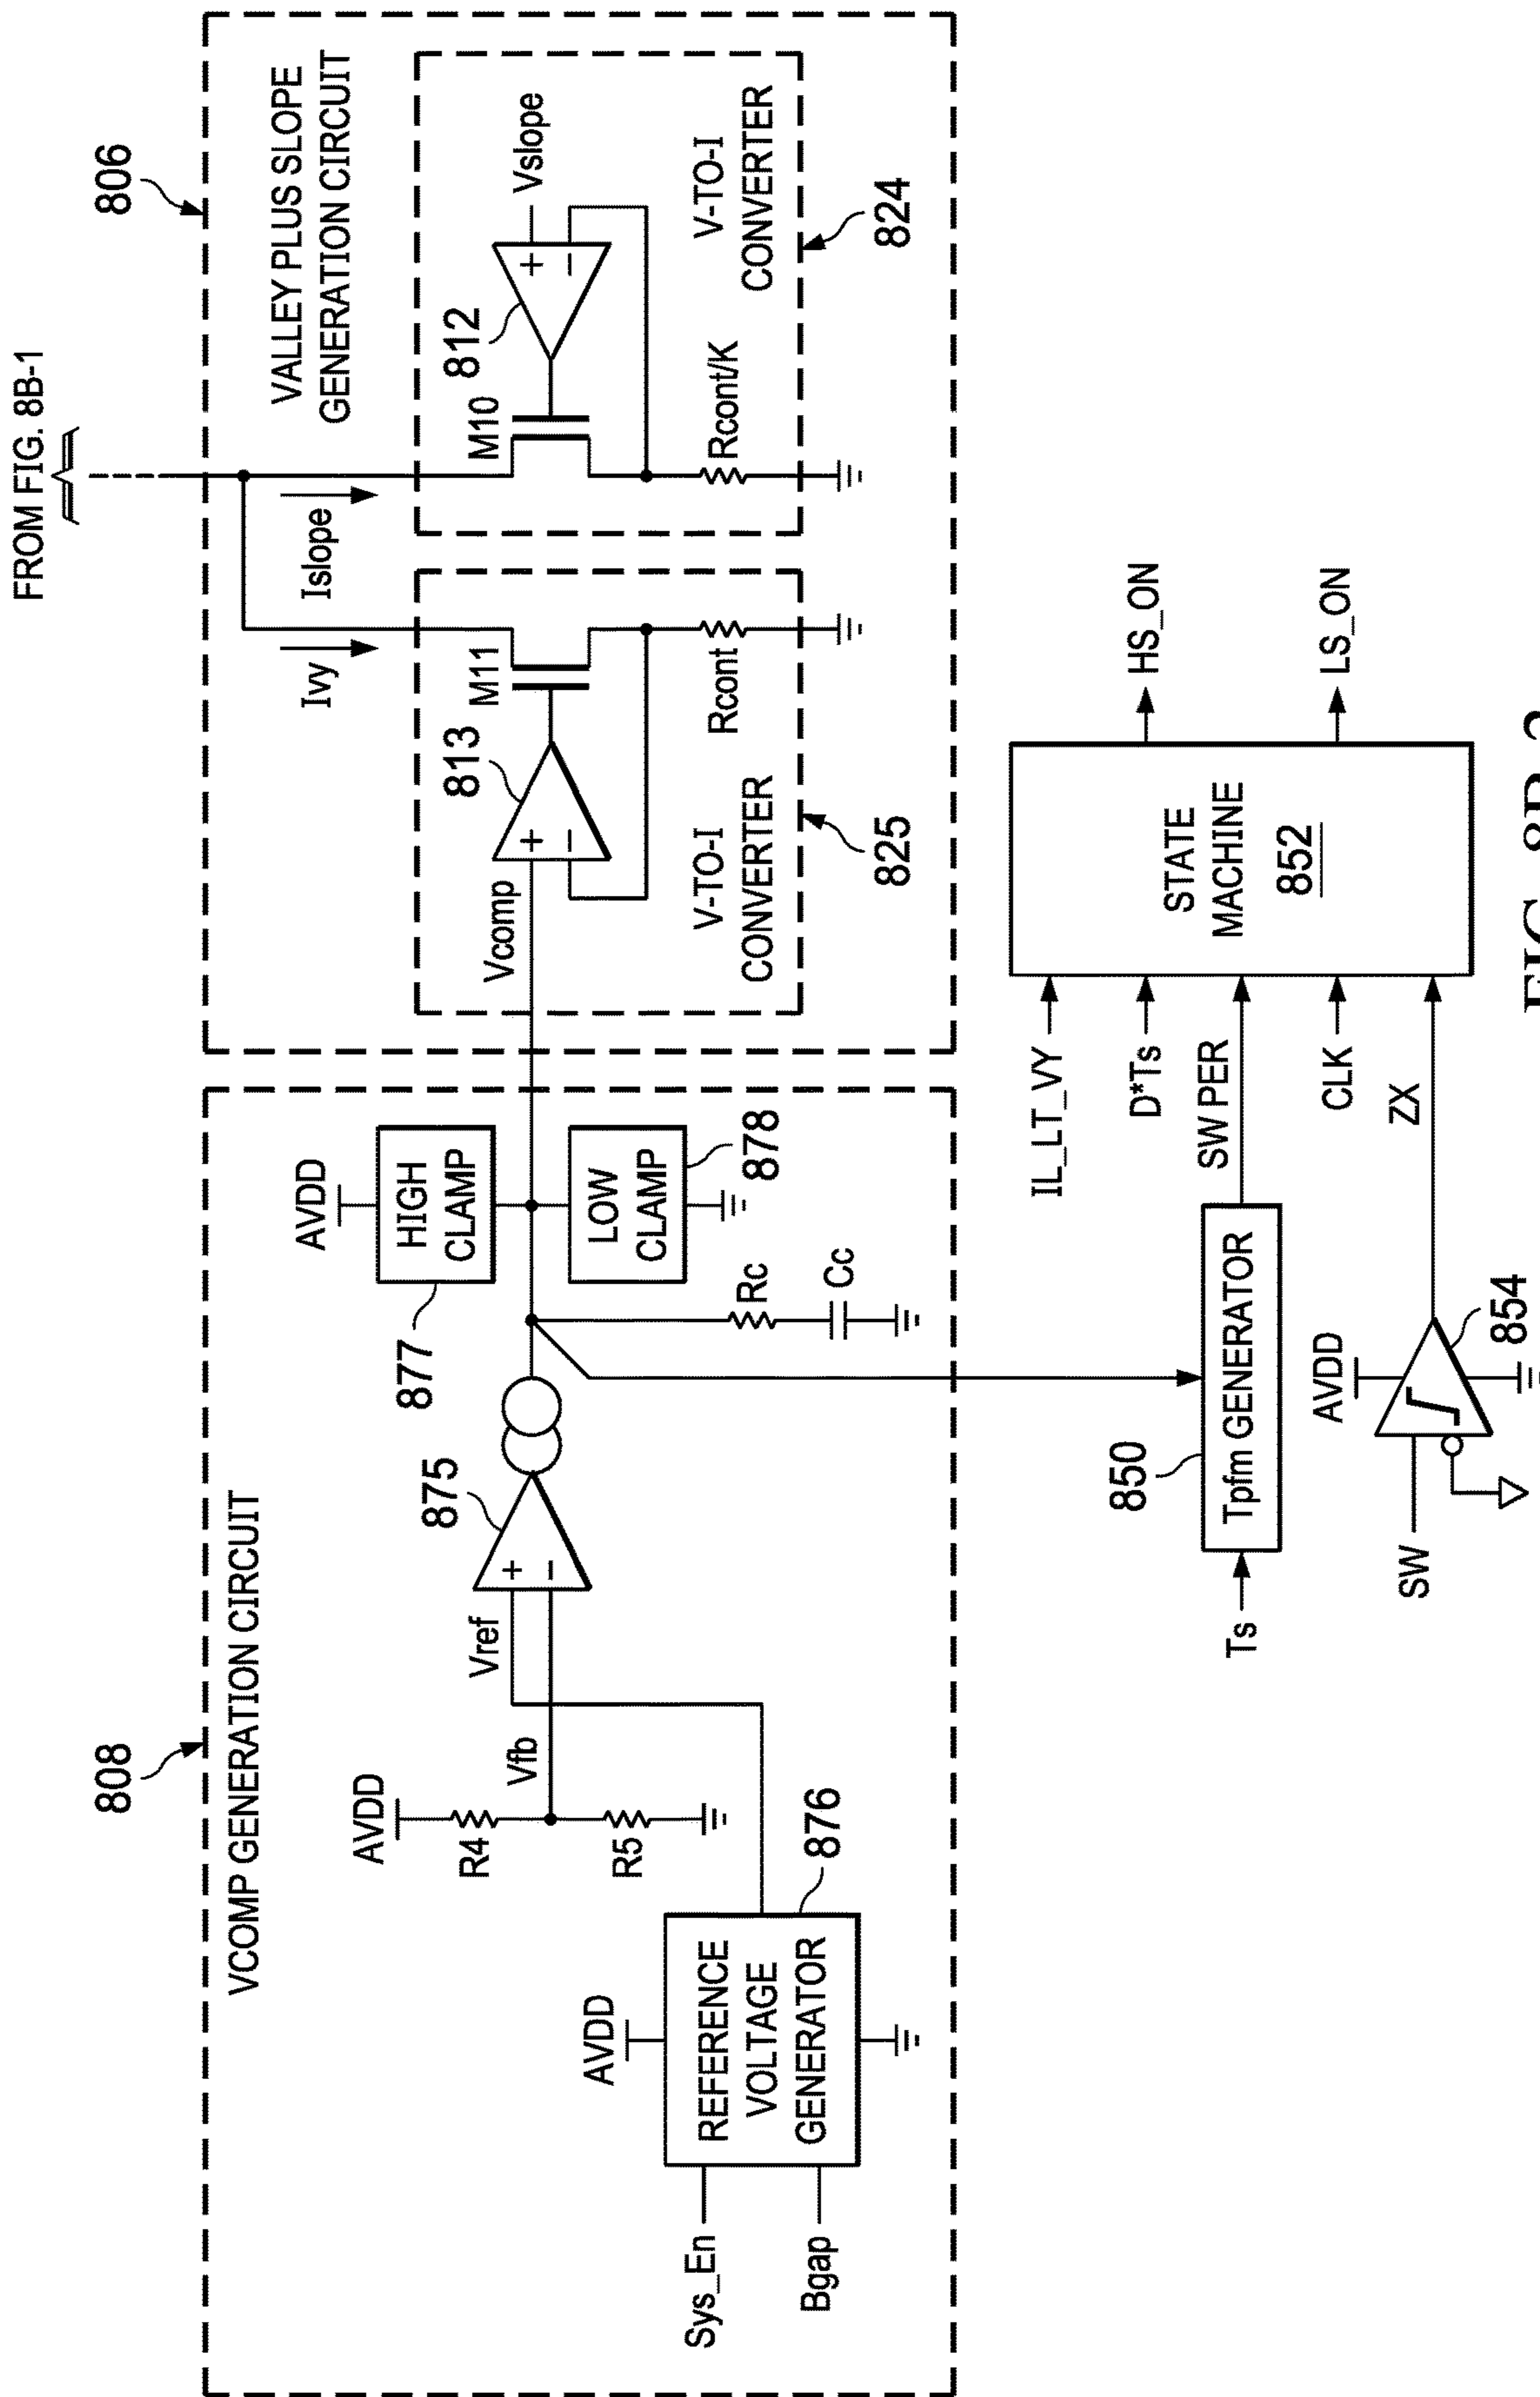 FROM FIG. 8B-1
808
VCOMP GENERATION CIRCUIT
806
VALLEY PLUS SLOPE
GENERATION CIRCUIT
AVDD
R4
R5
Vfb
Vref
+
−
875
AVDD
877
HIGH
CLAMP
LOW
CLAMP
878
Rc
Cc
AVDD
REFERENCE
VOLTAGE
GENERATOR
876
Sys_En
Bgap
Vcomp
813
+
−
M11
Ivy
Rcont
V-TO-I
CONVERTER
825
Islope
M10
812
+
−
Vslope
Rcont/K
V-TO-I
CONVERTER
824
Ts
850
Tpfm GENERATOR
SW PER
IL_LT_VY
D*Ts
CLK
ZX
STATE
MACHINE
852
HS_ON
LS_ON
SW
AVDD
854